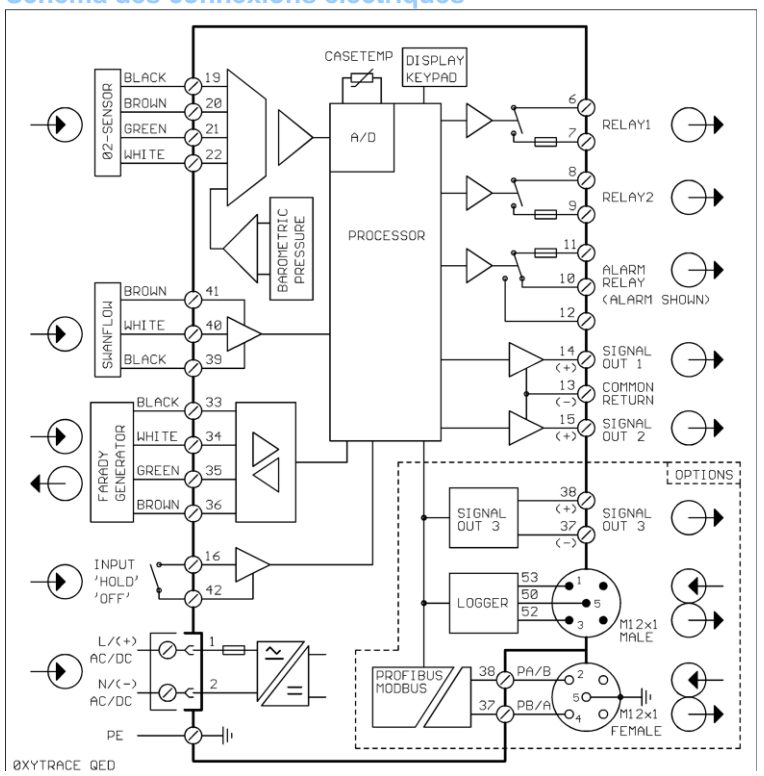 Schéma des connexions électriques
CASETEMP
DISPLAY
KEYPAD
02-SENSOR
BLACK 19
BROWN 20
GREEN 21
WHITE 22
A/D
PROCESSOR
BAROMETRIC
PRESSURE
6
7
RELAY1
8
9
RELAY2
11
10
12
ALARM
RELAY
(ALARM SHOWN)
SWANFLOW
BROWN 41
WHITE 40
BLACK 39
14
(+)
SIGNAL
OUT 1
13
(-)
COMMON
RETURN
15
(+)
SIGNAL
OUT 2
FARADY
GENERATOR
BLACK 33
WHITE 34
GREEN 35
BROWN 36
OPTIONS
SIGNAL
OUT 3
38
(+)
37
(-)
SIGNAL
OUT 3
INPUT
'HOLD'
'OFF'
16
42
LOGGER
53
50
52
1
5
3
M12x1
MALE
L/(+)
AC/DC
1
N/(-)
AC/DC
2
PROFIBUS
MODBUS
38 PA/B
37 PB/A
2
5
4
M12x1
FEMALE
PE
0XYTRACE QED